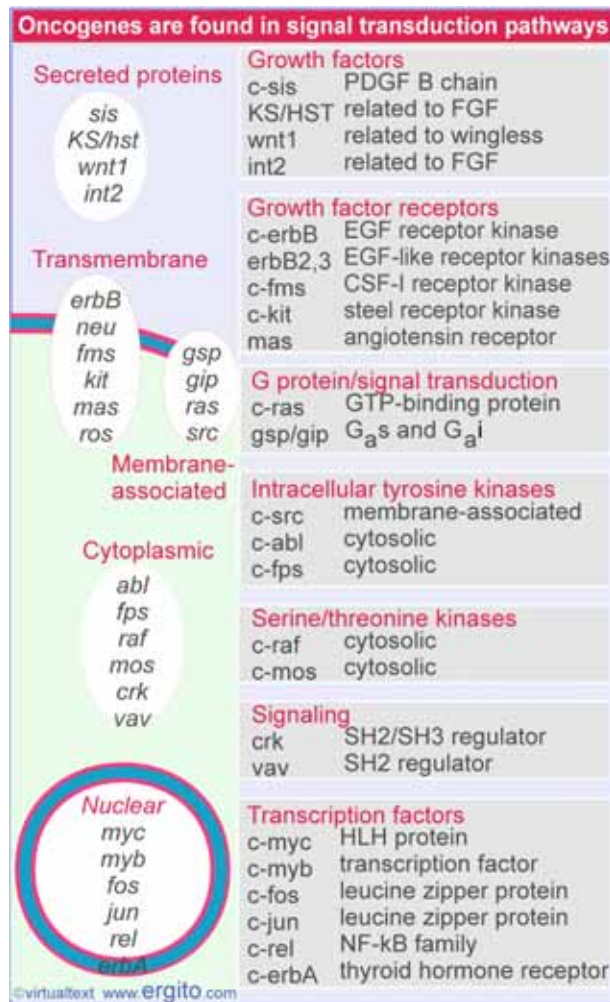 Oncogenes are found in signal transduction pathways
Secreted proteins
sis
KS/hst
wnt1
int2
Transmembrane
erbB
neu
fms
kit
mas
ros
gsp
gip
ras
src
Membrane-
associated
Cytoplasmic
abl
fps
raf
mos
crk
vav
Nuclear
myc
myb
fos
jun
rel
erbA
Growth factors
c-sis PDGF B chain
KS/HST related to FGF
wnt1 related to wingless
int2 related to FGF
Growth factor receptors
c-erbB EGF receptor kinase
erbB2,3 EGF-like receptor kinases
c-fms CSF-I receptor kinase
c-kit steel receptor kinase
mas angiotensin receptor
G protein/signal transduction
c-ras GTP-binding protein
gsp/gip Gas and Gai
Intracellular tyrosine kinases
c-src membrane-associated
c-abl cytosolic
c-fps cytosolic
Serine/threonine kinases
c-raf cytosolic
c-mos cytosolic
Signaling
crk SH2/SH3 regulator
vav SH2 regulator
Transcription factors
c-myc HLH protein
c-myb transcription factor
c-fos leucine zipper protein
c-jun leucine zipper protein
c-rel NF-kB family
c-erbA thyroid hormone receptor
©virtualtext www.ergito.com